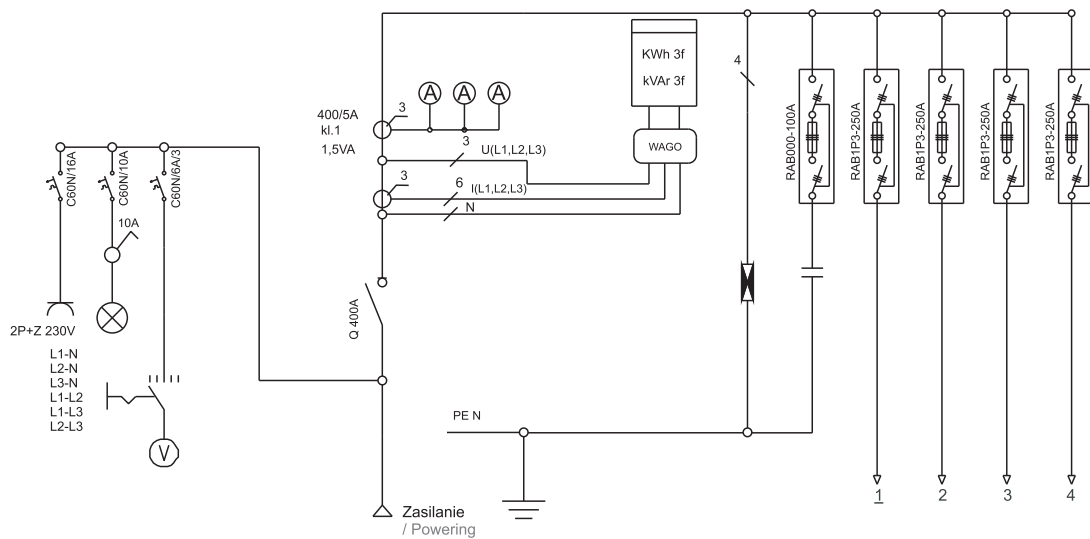 KWh 3f
kVAr 3f
WAGO
400/5A
kl.1
1,5VA
3
A
A
A
3
U(L1,L2,L3)
3
6
I(L1,L2,L3)
N
4
RAB000-100A
RAB1P3-250A
RAB1P3-250A
RAB1P3-250A
RAB1P3-250A
C60N/16A
C60N/10A
C60N/6A/3
10A
2P+Z 230V
L1-N
L2-N
L3-N
L1-L2
L1-L3
L2-L3
V
Q 400A
PE N
Zasilanie
/ Powering
1
2
3
4